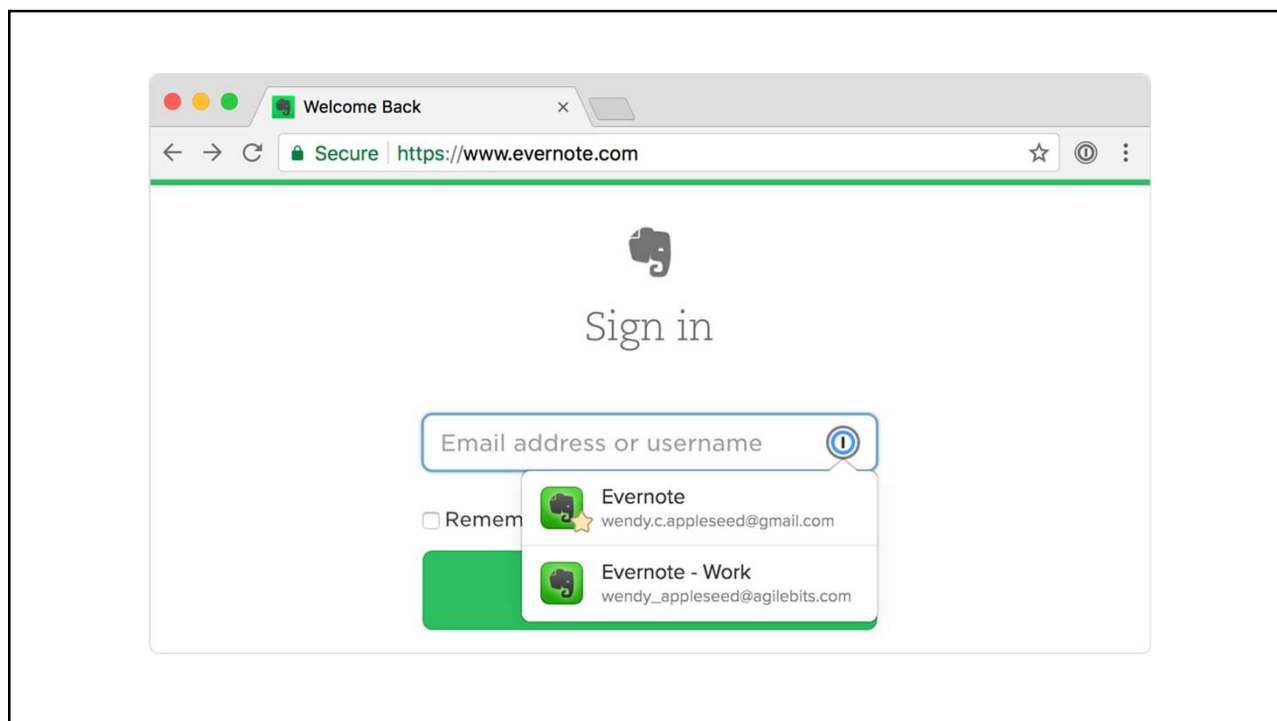 Welcome Back
Secure https://www.evernote.com
Sign in
Email address or username
Evernote
wendy.c.appleseed@gmail.com
Remem
Evernote - Work
wendy_appleseed@agilebits.com